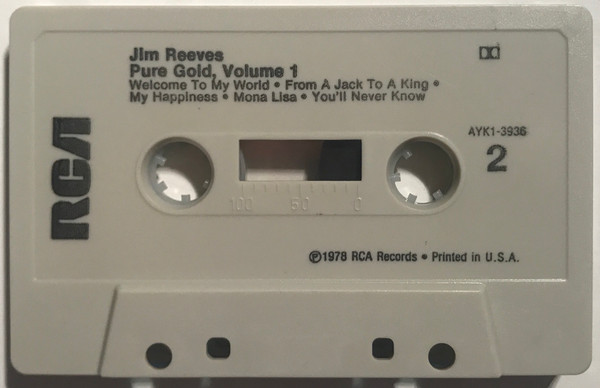 Jim Reeves
Pure Gold, Volume 1
Welcome To My World • From A Jack To A King •
My Happiness • Mona Lisa • You'll Never Know
AYK1-3936
2
RCA
100 50 0
℗1978 RCA Records • Printed in U.S.A.